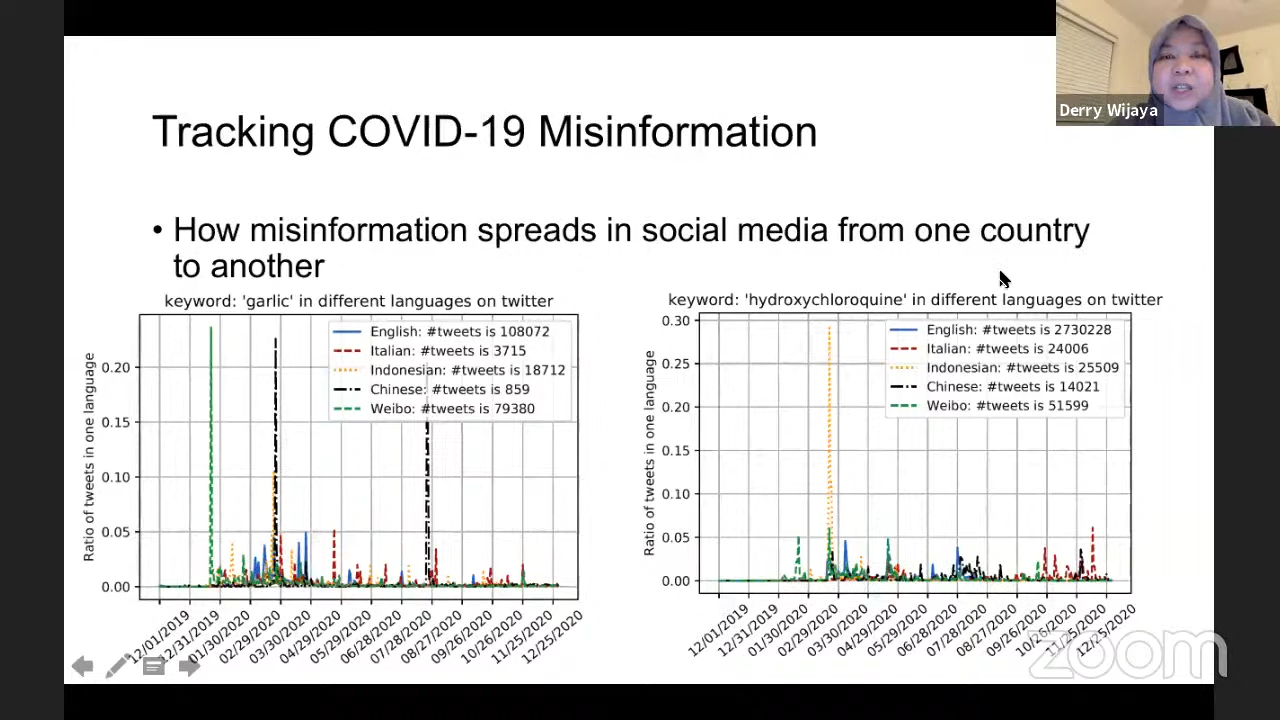 Derry Wijaya
Tracking COVID-19 Misinformation
• How misinformation spreads in social media from one country
to another
keyword: 'garlic' in different languages on twitter
English: #tweets is 108072
Italian: #tweets is 3715
Indonesian: #tweets is 18712
Chinese: #tweets is 859
Weibo: #tweets is 79380
Ratio of tweets in one language
0.20
0.15
0.10
0.05
0.00
12/01/2019
12/31/2019
01/30/2020
02/29/2020
03/30/2020
04/29/2020
05/29/2020
06/28/2020
07/28/2020
08/27/2020
09/26/2020
10/26/2020
11/25/2020
12/25/2020
keyword: 'hydroxychloroquine' in different languages on twitter
English: #tweets is 2730228
Italian: #tweets is 24006
Indonesian: #tweets is 25509
Chinese: #tweets is 14021
Weibo: #tweets is 51599
Ratio of tweets in one language
0.30
0.25
0.20
0.15
0.10
0.05
0.00
12/01/2019
12/31/2019
01/30/2020
02/29/2020
03/30/2020
04/29/2020
05/29/2020
06/28/2020
07/28/2020
08/27/2020
09/26/2020
10/26/2020
11/25/2020
12/25/2020
zoom